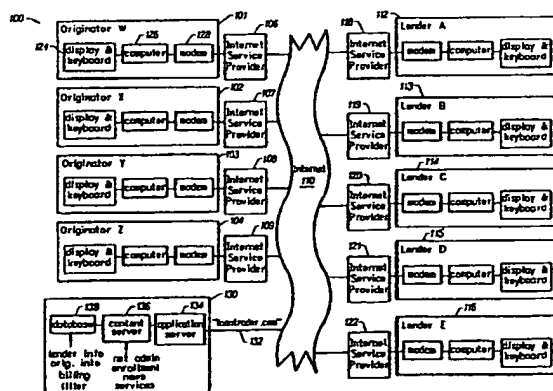 100
Originator W
101
124
126
128
display & keyboard
computer
modem
106
Internet Service Provider
Originator X
102
display & keyboard
computer
modem
107
Internet Service Provider
Originator Y
103
display & keyboard
computer
modem
108
Internet Service Provider
Originator Z
104
display & keyboard
computer
modem
109
Internet Service Provider
130
138
136
134
database
content server
application server
lender info
orig. info
billing
filter
net admin
enrollment
news
services
"loantrader.com"
132
Internet
110
118
Internet Service Provider
112
Lender A
modem
computer
display & keyboard
119
Internet Service Provider
113
Lender B
modem
computer
display & keyboard
120
Internet Service Provider
114
Lender C
modem
computer
display & keyboard
121
Internet Service Provider
115
Lender D
modem
computer
display & keyboard
122
Internet Service Provider
116
Lender E
modem
computer
display & keyboard